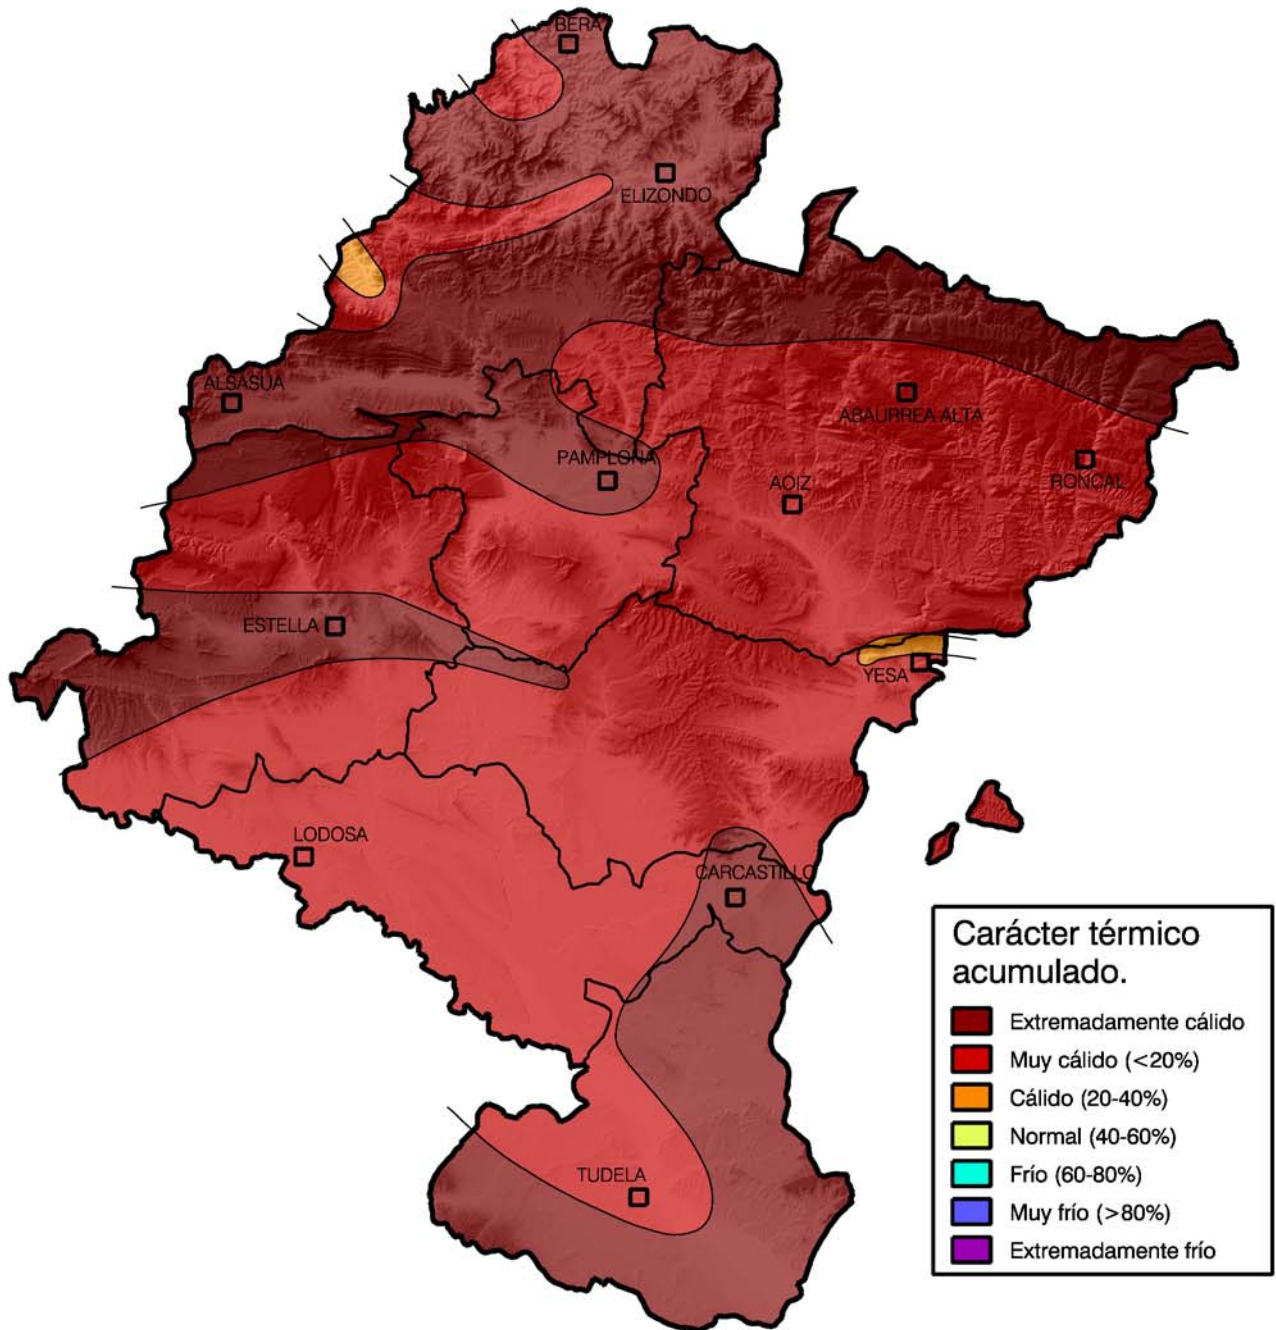 BERA
ELIZONDO
ALSASUA
ABAURREA ALTA
PAMPLONA
AOIZ
RONCAL
ESTELLA
YESA
LODOSA
CARCASTILLO
TUDELA
Carácter térmico
acumulado.
Extremadamente cálido
Muy cálido (<20%)
Cálido (20-40%)
Normal (40-60%)
Frío (60-80%)
Muy frío (>80%)
Extremadamente frío